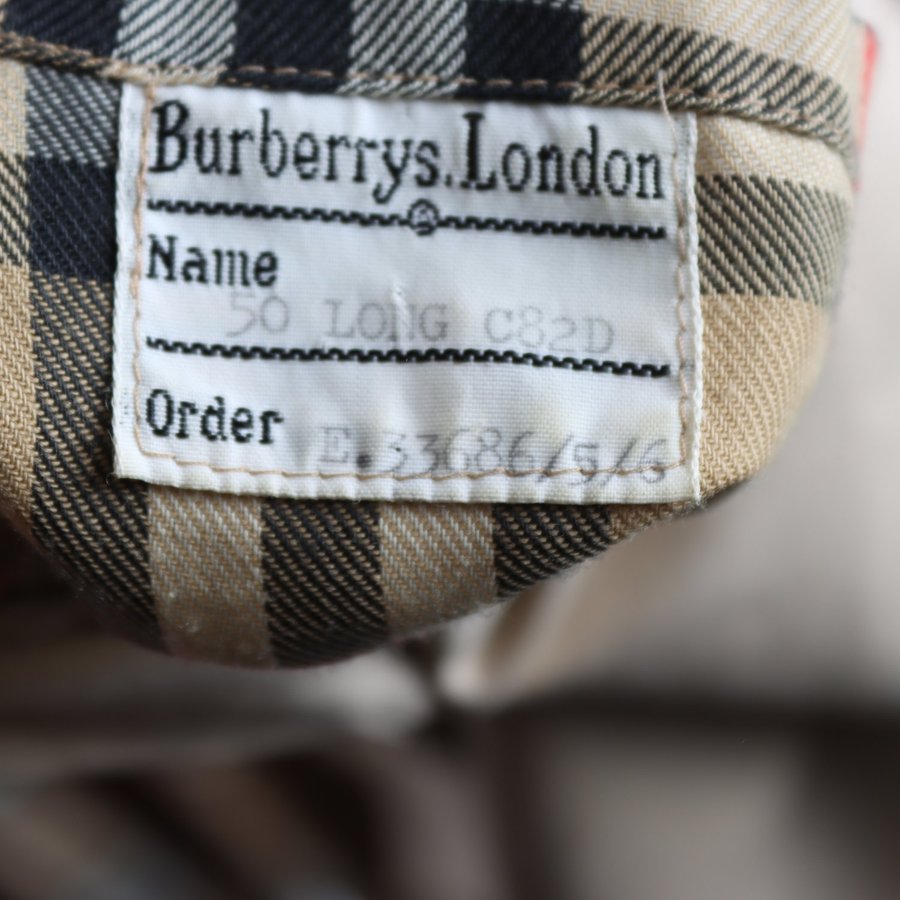 Burberrys. London
Name
50 LONG C82D
Order E.33686/5/6